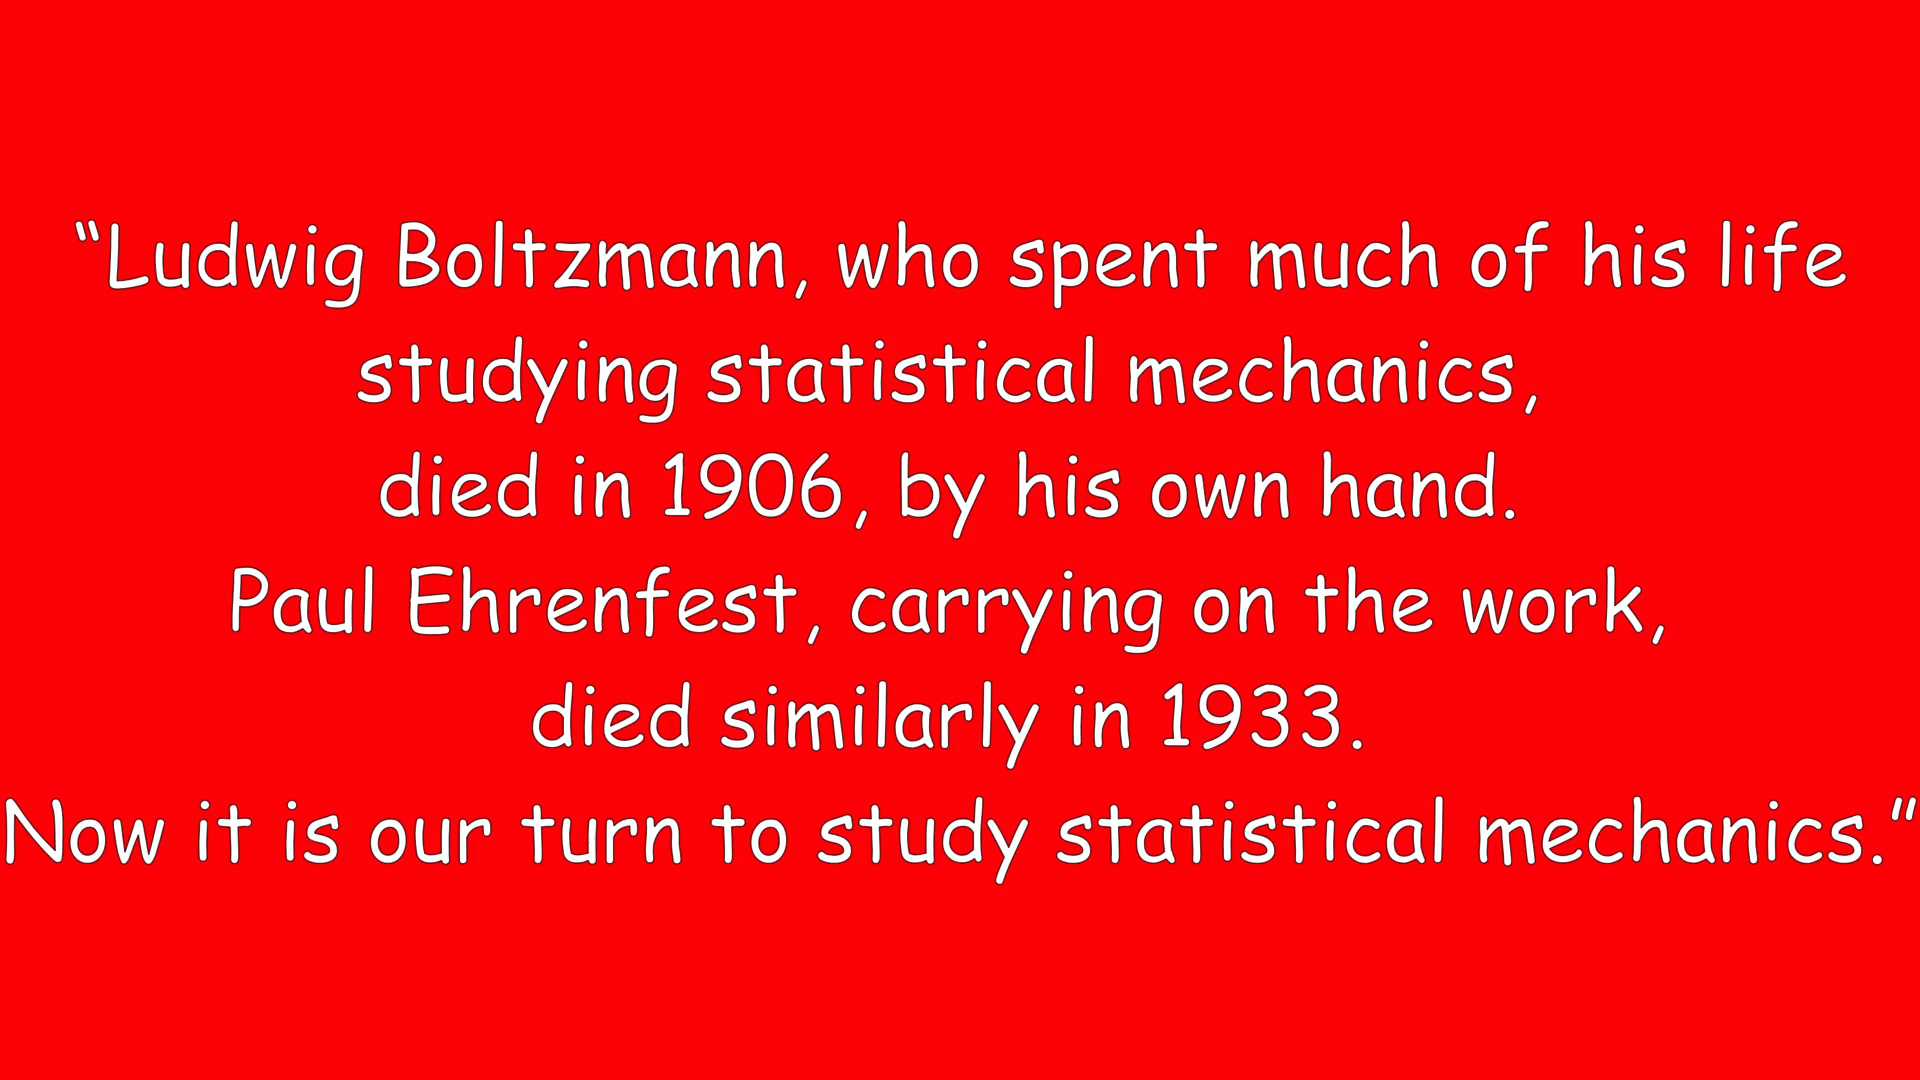 “Ludwig Boltzmann, who spent much of his life
studying statistical mechanics,
died in 1906, by his own hand.
Paul Ehrenfest, carrying on the work,
died similarly in 1933.
Now it is our turn to study statistical mechanics.”